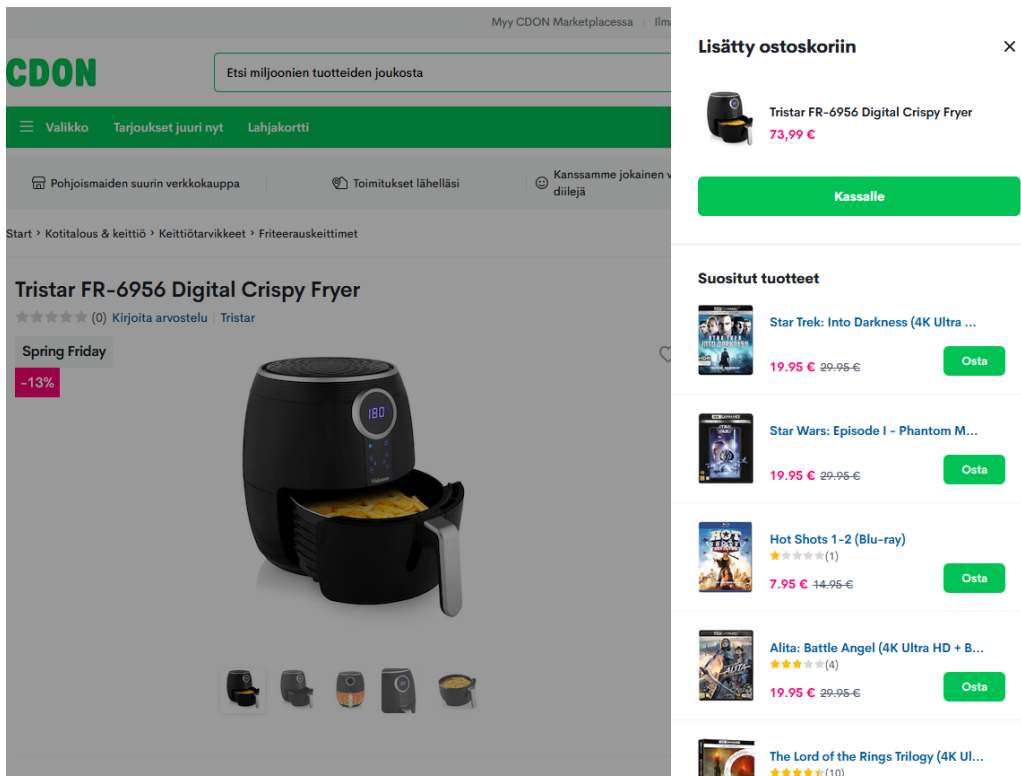 Myy CDON Marketplacessa
CDON
Etsi miljoonien tuotteiden joukosta
Valikko
Tarjoukset juuri nyt
Lahjakortti
Pohjoismaiden suurin verkkokauppa
Toimitukset lähelläsi
Kanssamme jokainen
diilejä
Start › Kotitalous & keittiö › Keittiötarvikkeet › Friteerauskeittimet
Tristar FR-6956 Digital Crispy Fryer
(0) Kirjoita arvostelu | Tristar
Spring Friday
-13%
180
Lisätty ostoskoriin
Tristar FR-6956 Digital Crispy Fryer
73,99 €
Kassalle
Suositut tuotteet
Star Trek: Into Darkness (4K Ultra ...
19.95 € 29.95 €
Osta
Star Wars: Episode I - Phantom M...
19.95 € 29.95 €
Osta
Hot Shots 1-2 (Blu-ray)
(1)
7.95 € 14.95 €
Osta
Alita: Battle Angel (4K Ultra HD + B...
(4)
19.95 € 29.95 €
Osta
The Lord of the Rings Trilogy (4K Ul...
(10)